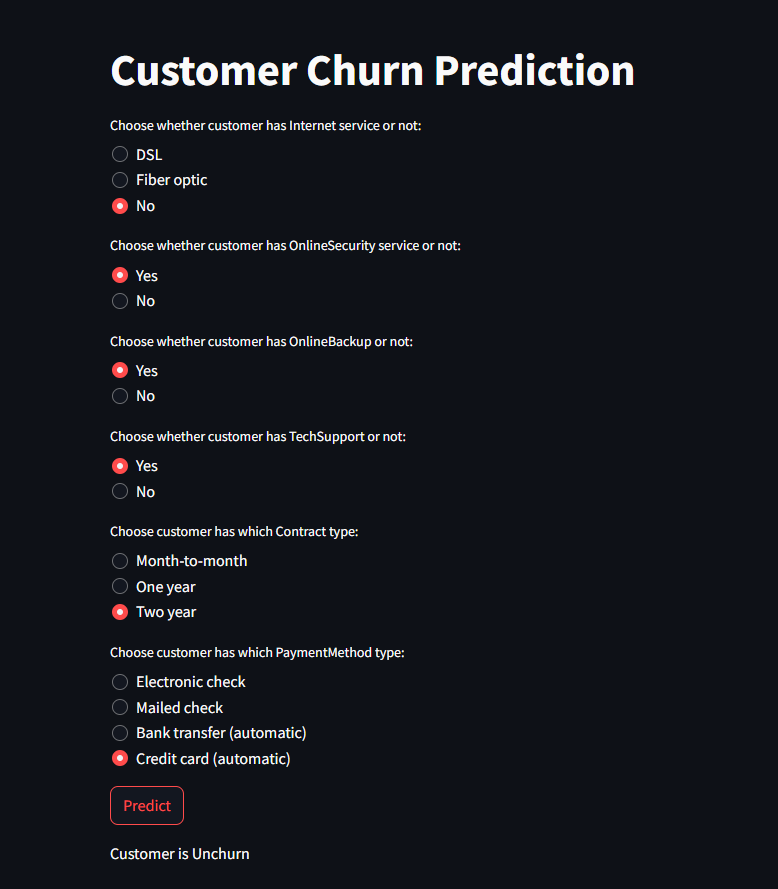 Customer Churn Prediction
Choose whether customer has Internet service or not:
DSL
Fiber optic
No
Choose whether customer has OnlineSecurity service or not:
Yes
No
Choose whether customer has OnlineBackup or not:
Yes
No
Choose whether customer has TechSupport or not:
Yes
No
Choose customer has which Contract type:
Month-to-month
One year
Two year
Choose customer has which PaymentMethod type:
Electronic check
Mailed check
Bank transfer (automatic)
Credit card (automatic)
Predict
Customer is Unchurn